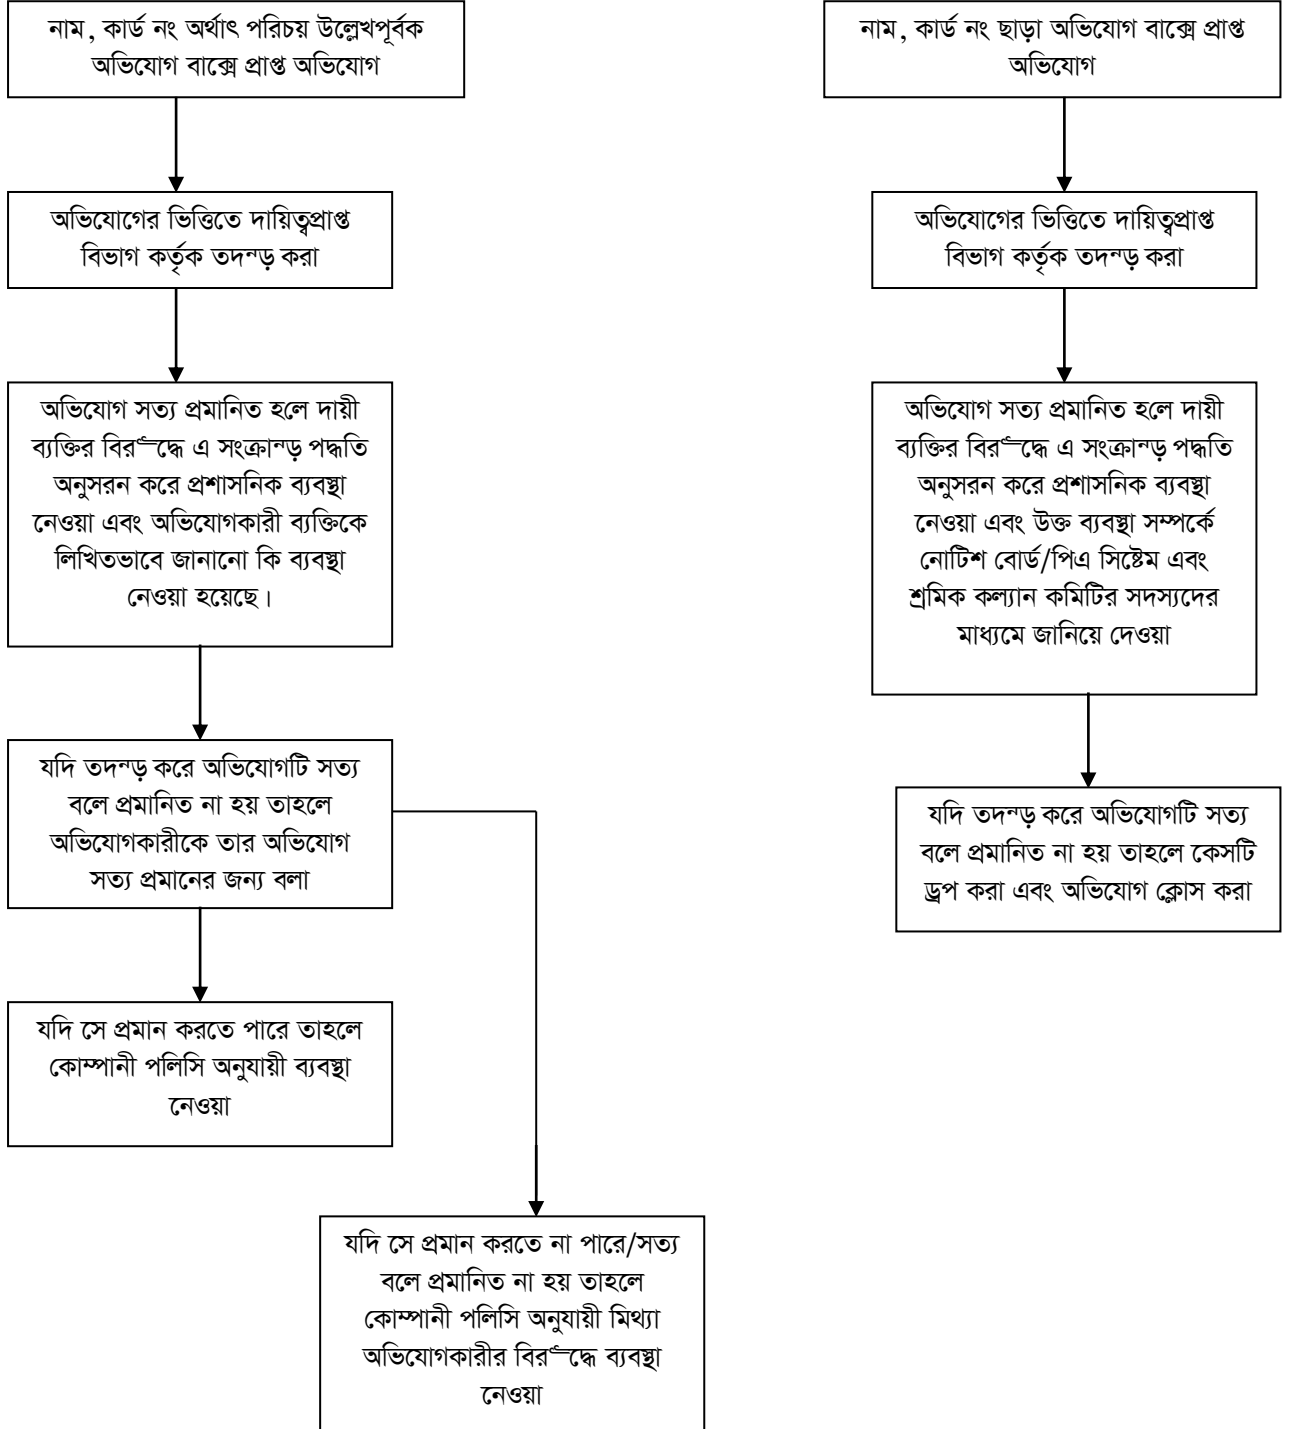 নাম, কার্ড নং অর্থাৎ পরিচয় উল্লেখপূর্বক
অভিযোগ বাক্সে প্রাপ্ত অভিযোগ
অভিযোগের ভিত্তিতে দায়িত্বপ্রাপ্ত
বিভাগ কর্তৃক তদন্ড় করা
অভিযোগ সত্য প্রমানিত হলে দায়ী
ব্যক্তির বির“দ্ধে এ সংক্রান্ড় পদ্ধতি
অনুসরন করে প্রশাসনিক ব্যবস্থা
নেওয়া এবং অভিযোগকারী ব্যক্তিকে
লিখিতভাবে জানানো কি ব্যবস্থা
নেওয়া হয়েছে।
যদি তদন্ড় করে অভিযোগটি সত্য
বলে প্রমানিত না হয় তাহলে
অভিযোগকারীকে তার অভিযোগ
সত্য প্রমানের জন্য বলা
যদি সে প্রমান করতে পারে তাহলে
কোম্পানী পলিসি অনুযায়ী ব্যবস্থা
নেওয়া
যদি সে প্রমান করতে না পারে/সত্য
বলে প্রমানিত না হয় তাহলে
কোম্পানী পলিসি অনুযায়ী মিথ্যা
অভিযোগকারীর বির“দ্ধে ব্যবস্থা
নেওয়া
নাম, কার্ড নং ছাড়া অভিযোগ বাক্সে প্রাপ্ত
অভিযোগ
অভিযোগের ভিত্তিতে দায়িত্বপ্রাপ্ত
বিভাগ কর্তৃক তদন্ড় করা
অভিযোগ সত্য প্রমানিত হলে দায়ী
ব্যক্তির বির“দ্ধে এ সংক্রান্ড় পদ্ধতি
অনুসরন করে প্রশাসনিক ব্যবস্থা
নেওয়া এবং উক্ত ব্যবস্থা সম্পর্কে
নোটিশ বোর্ড/পিএ সিষ্টেম এবং
শ্রমিক কল্যান কমিটির সদস্যদের
মাধ্যমে জানিয়ে দেওয়া
যদি তদন্ড় করে অভিযোগটি সত্য
বলে প্রমানিত না হয় তাহলে কেসটি
ড্রপ করা এবং অভিযোগ ক্লোস করা